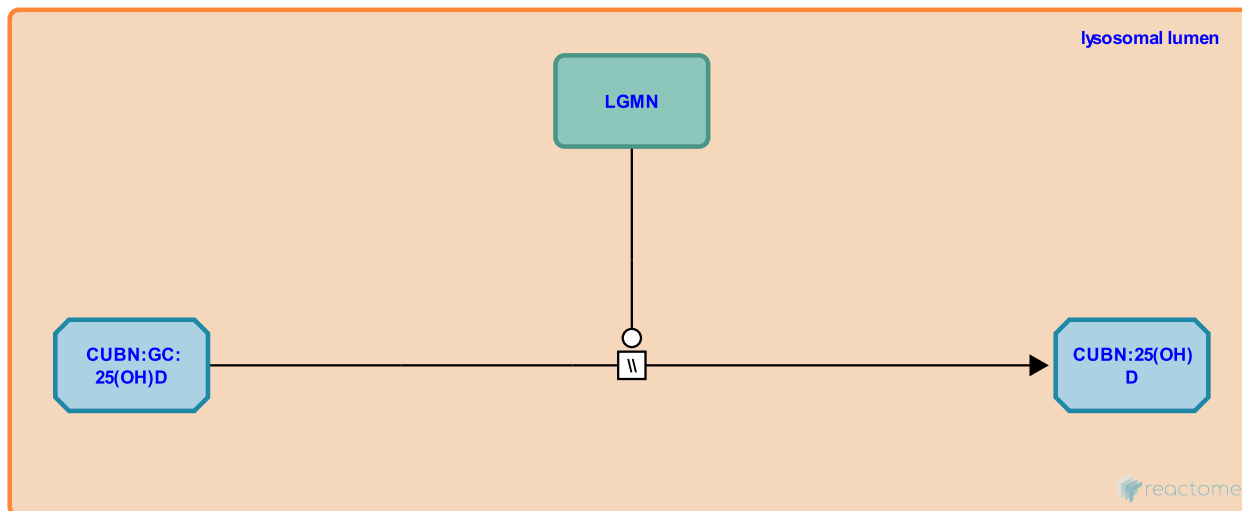 lysosomal lumen
LGMN
CUBN:GC:
25(OH)D
\\
CUBN:25(OH)
D
reactome